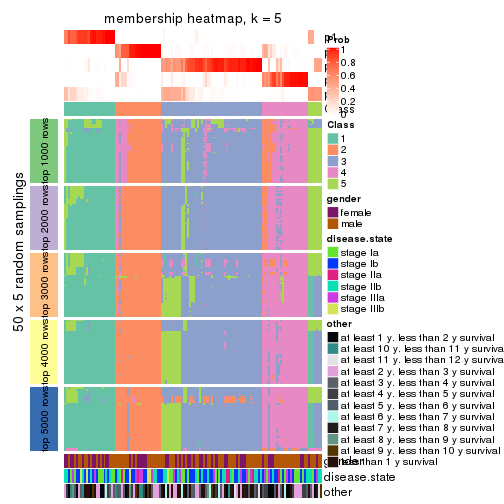 membership heatmap, k = 5
Prob
1
0.8
0.6
0.4
0.2
0
Class
1
2
3
4
5
gender
female
male
disease.state
stage Ia
stage Ib
stage IIa
stage IIb
stage IIIa
stage IIIb
other
at least 1 y. less than 2 y survival
at least 10 y. less than 11 y surviva
at least 11 y. less than 12 y surviva
at least 2 y. less than 3 y survival
at least 3 y. less than 4 y survival
at least 4 y. less than 5 y survival
at least 5 y. less than 6 y survival
at least 6 y. less than 7 y survival
at least 7 y. less than 8 y survival
at least 8 y. less than 9 y survival
at least 9 y. less than 10 y survival
less than 1 y survival
disease.state
other
50 x 5 random samplings
top 1000 rows
top 2000 rows
top 3000 rows
top 4000 rows
top 5000 rows